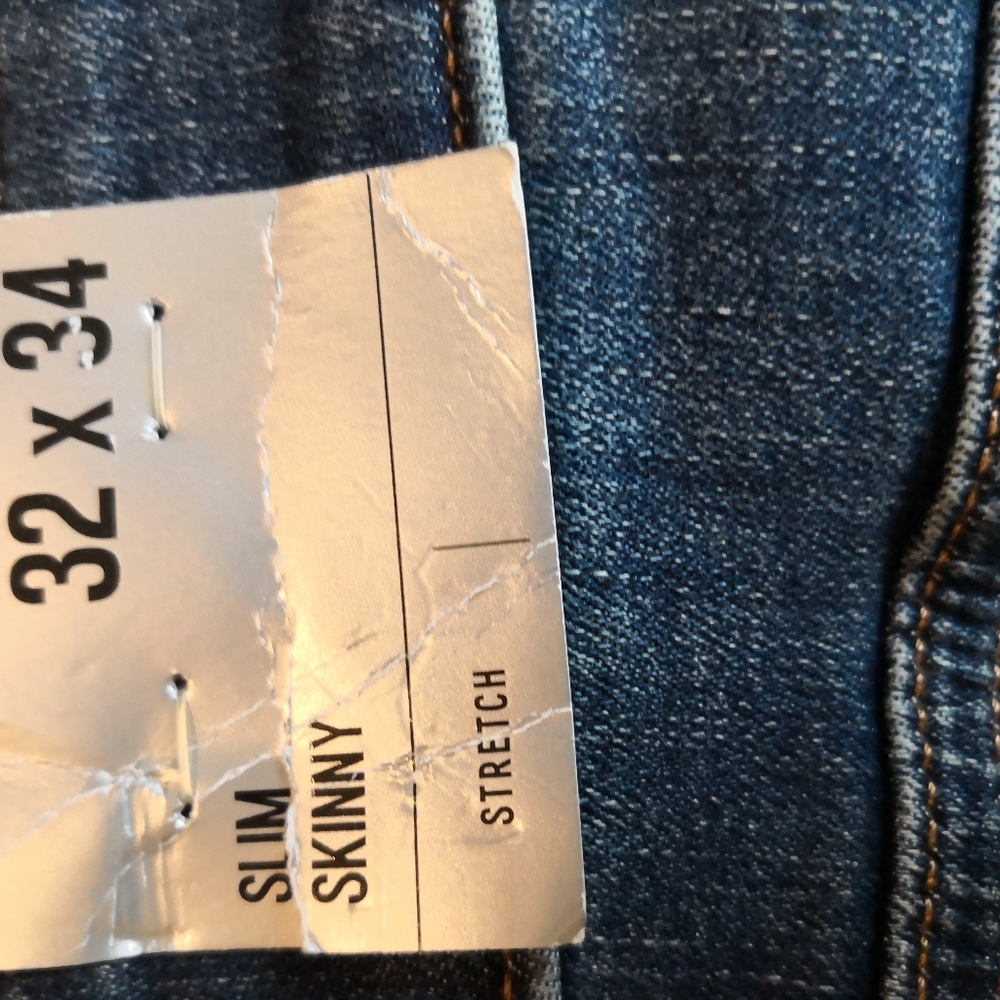 32 x 34
SLIM
SKINNY
STRETCH